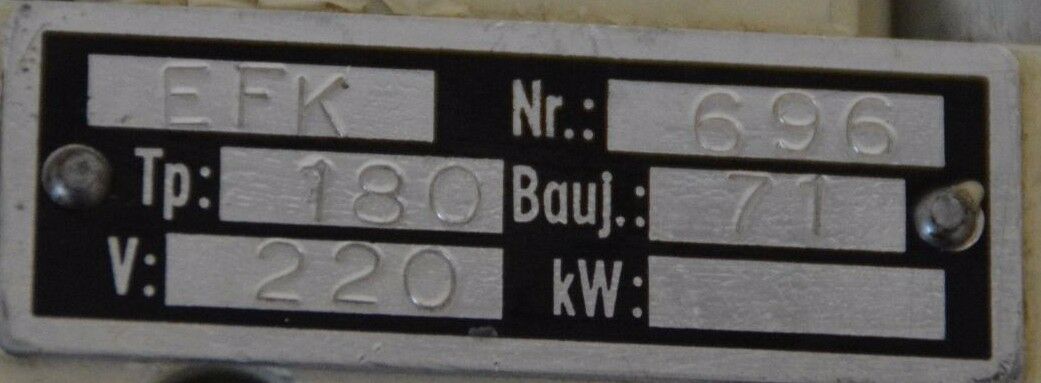 EFK Nr.: 696
Tp: 180 Bauj.: 71
V: 220 kW: